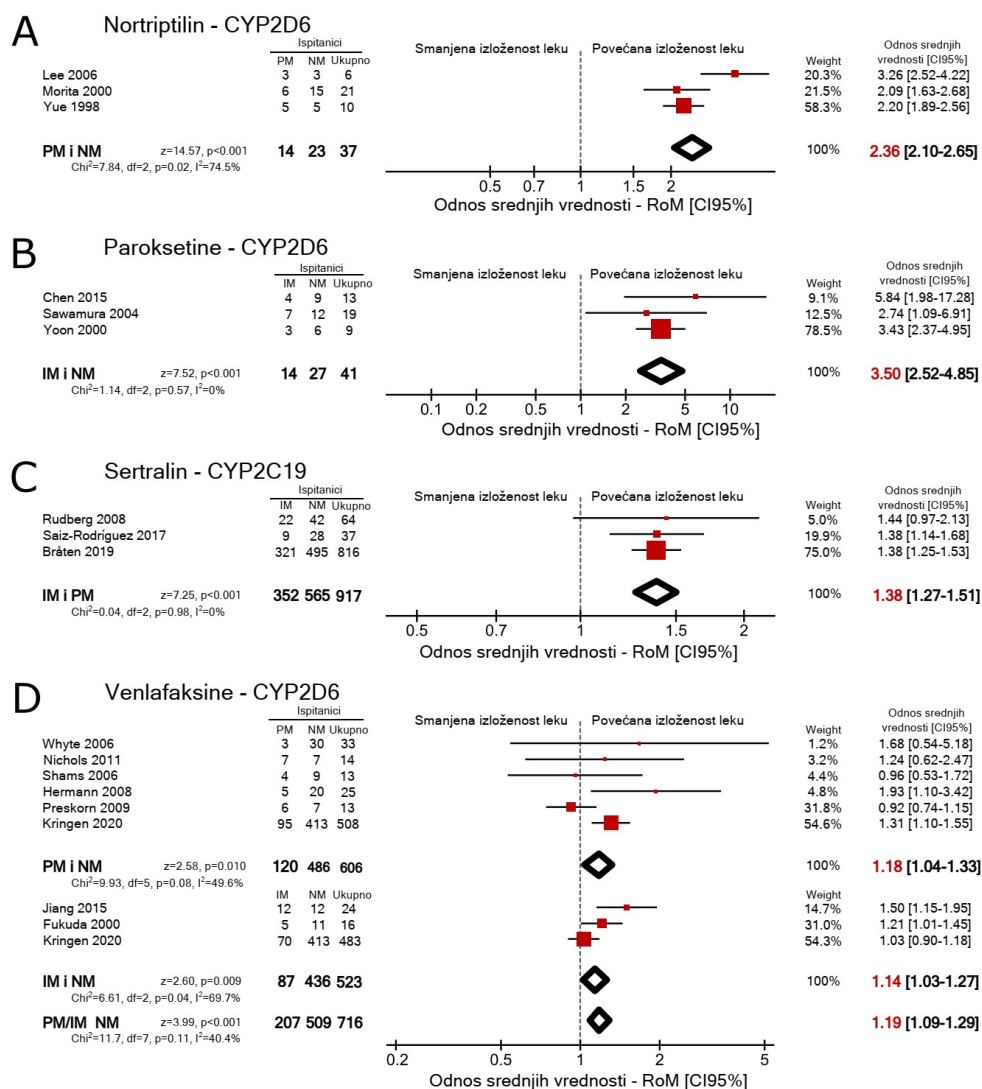 A Nortriptilin - CYP2D6
Ispitanici
PM NM Ukupno
Smanjena izloženost leku Povećana izloženost leku
Weight
Odnos srednjih
vrednosti [CI95%]
Lee 2006 3 3 6 20.3% 3.26 [2.52-4.22]
Morita 2000 6 15 21 21.5% 2.09 [1.63-2.68]
Yue 1998 5 5 10 58.3% 2.20 [1.89-2.56]
PM i NM z=14.57, p<0.001 14 23 37 100% 2.36 [2.10-2.65]
Chi²=7.84, df=2, p=0.02, I²=74.5%
0.5 0.7 1 1.5 2
Odnos srednjih vrednosti - RoM [CI95%]
B Paroksetine - CYP2D6
Ispitanici
IM NM Ukupno
Smanjena izloženost leku Povećana izloženost leku
Weight
Odnos srednjih
vrednosti [CI95%]
Chen 2015 4 9 13 9.1% 5.84 [1.98-17.28]
Sawamura 2004 7 12 19 12.5% 2.74 [1.09-6.91]
Yoon 2000 3 6 9 78.5% 3.43 [2.37-4.95]
IM i NM z=7.52, p<0.001 14 27 41 100% 3.50 [2.52-4.85]
Chi²=1.14, df=2, p=0.57, I²=0%
0.1 0.2 0.5 1 2 5 10
Odnos srednjih vrednosti - RoM [CI95%]
C Sertralin - CYP2C19
Ispitanici
IM NM Ukupno
Smanjena izloženost leku Povećana izloženost leku
Weight
Odnos srednjih
vrednosti [CI95%]
Rudberg 2008 22 42 64 5.0% 1.44 [0.97-2.13]
Saiz-Rodríguez 2017 9 28 37 19.9% 1.38 [1.14-1.68]
Bråten 2019 321 495 816 75.0% 1.38 [1.25-1.53]
IM i PM z=7.25, p<0.001 352 565 917 100% 1.38 [1.27-1.51]
Chi²=0.04, df=2, p=0.98, I²=0%
0.5 0.7 1 1.5 2
Odnos srednjih vrednosti - RoM [CI95%]
D Venlafaksine - CYP2D6
Ispitanici
PM NM Ukupno
Smanjena izloženost leku Povećana izloženost leku
Weight
Odnos srednjih
vrednosti [CI95%]
Whyte 2006 3 30 33 1.2% 1.68 [0.54-5.18]
Nichols 2011 7 7 14 3.2% 1.24 [0.62-2.47]
Shams 2006 4 9 13 4.4% 0.96 [0.53-1.72]
Hermann 2008 5 20 25 4.8% 1.93 [1.10-3.42]
Preskorn 2009 6 7 13 31.8% 0.92 [0.74-1.15]
Kringen 2020 95 413 508 54.6% 1.31 [1.10-1.55]
PM i NM z=2.58, p=0.010 120 486 606 100% 1.18 [1.04-1.33]
Chi²=9.93, df=5, p=0.08, I²=49.6%
IM NM Ukupno Weight
Jiang 2015 12 12 24 14.7% 1.50 [1.15-1.95]
Fukuda 2000 5 11 16 31.0% 1.21 [1.01-1.45]
Kringen 2020 70 413 483 54.3% 1.03 [0.90-1.18]
IM i NM z=2.60, p=0.009 87 436 523 100% 1.14 [1.03-1.27]
Chi²=6.61, df=2, p=0.04, I²=69.7%
PM/IM NM z=3.99, p<0.001 207 509 716 1.19 [1.09-1.29]
Chi²=11.7, df=7, p=0.11, I²=40.4%
0.2 0.5 1 2 5
Odnos srednjih vrednosti - RoM [CI95%]